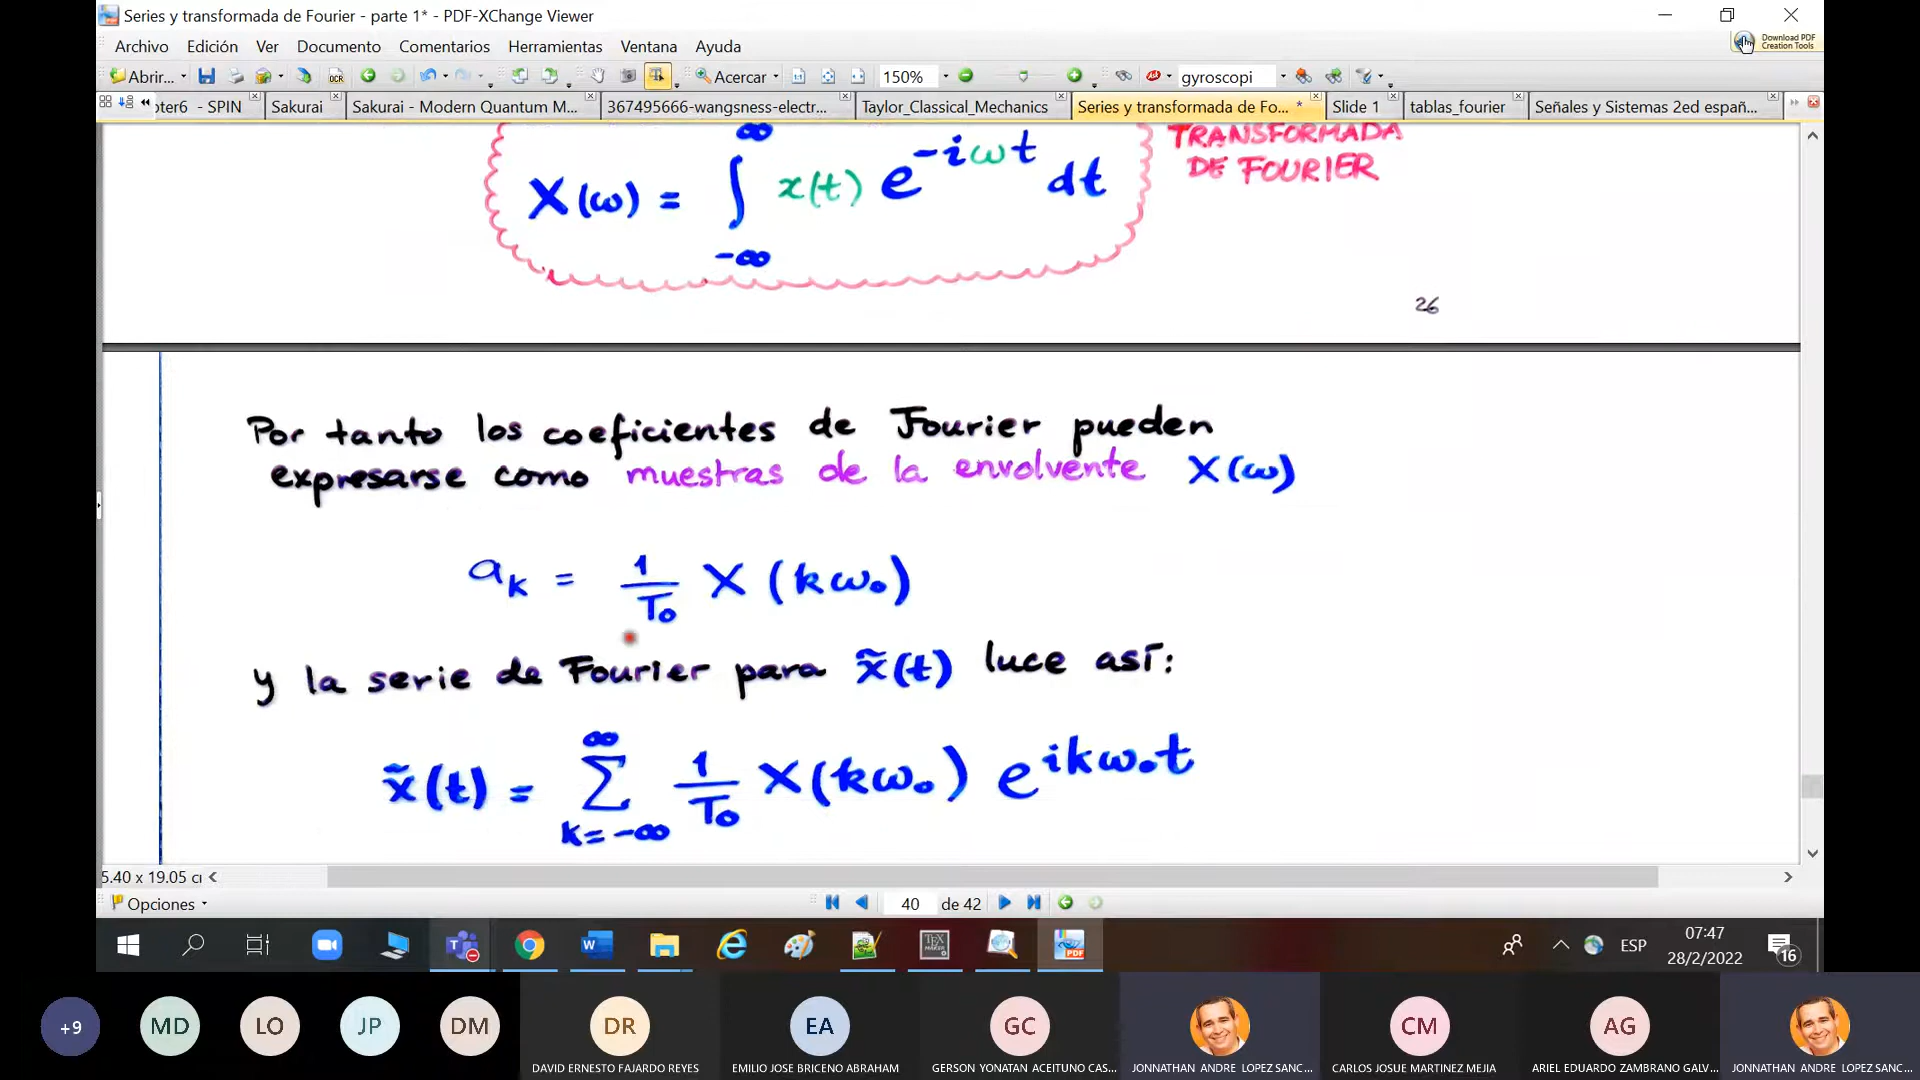 Series y transformada de Fourier - parte 1* - PDF-XChange Viewer
Archivo Edición Ver Documento Comentarios Herramientas Ventana Ayuda
Download PDF
Creation Tools
Abrir... OCR Acercar 150% gyroscopi
pter6 - SPIN Sakurai Sakurai - Modern Quantum M... 367495666-wangsness-electr... Taylor_Classical_Mechanics Series y transformada de Fo... * Slide 1 tablas_fourier Señales y Sistemas 2ed españ...
TRANSFORMADA
DE FOURIER
X(ω) = ∫_{-∞}^{∞} x(t) e^{-iωt} dt
26
Por tanto los coeficientes de Fourier pueden
expresarse como muestras de la envolvente X(ω)
a_k = 1/T₀ X (kω₀)
y la serie de Fourier para x̃(t) luce así:
x̃(t) = ∑_{k=-∞}^{∞} 1/T₀ X(kω₀) e^{ikω₀t}
5.40 x 19.05 c
Opciones 40 de 42
ESP
07:47
28/2/2022
16
+9 MD LO JP DM DR EA GC CM AG
DAVID ERNESTO FAJARDO REYES EMILIO JOSE BRICENO ABRAHAM GERSON YONATAN ACEITUNO CAS... JONNATHAN ANDRE LOPEZ SANC... CARLOS JOSUE MARTINEZ MEJIA ARIEL EDUARDO ZAMBRANO GALV... JONNATHAN ANDRE LOPEZ SANC...